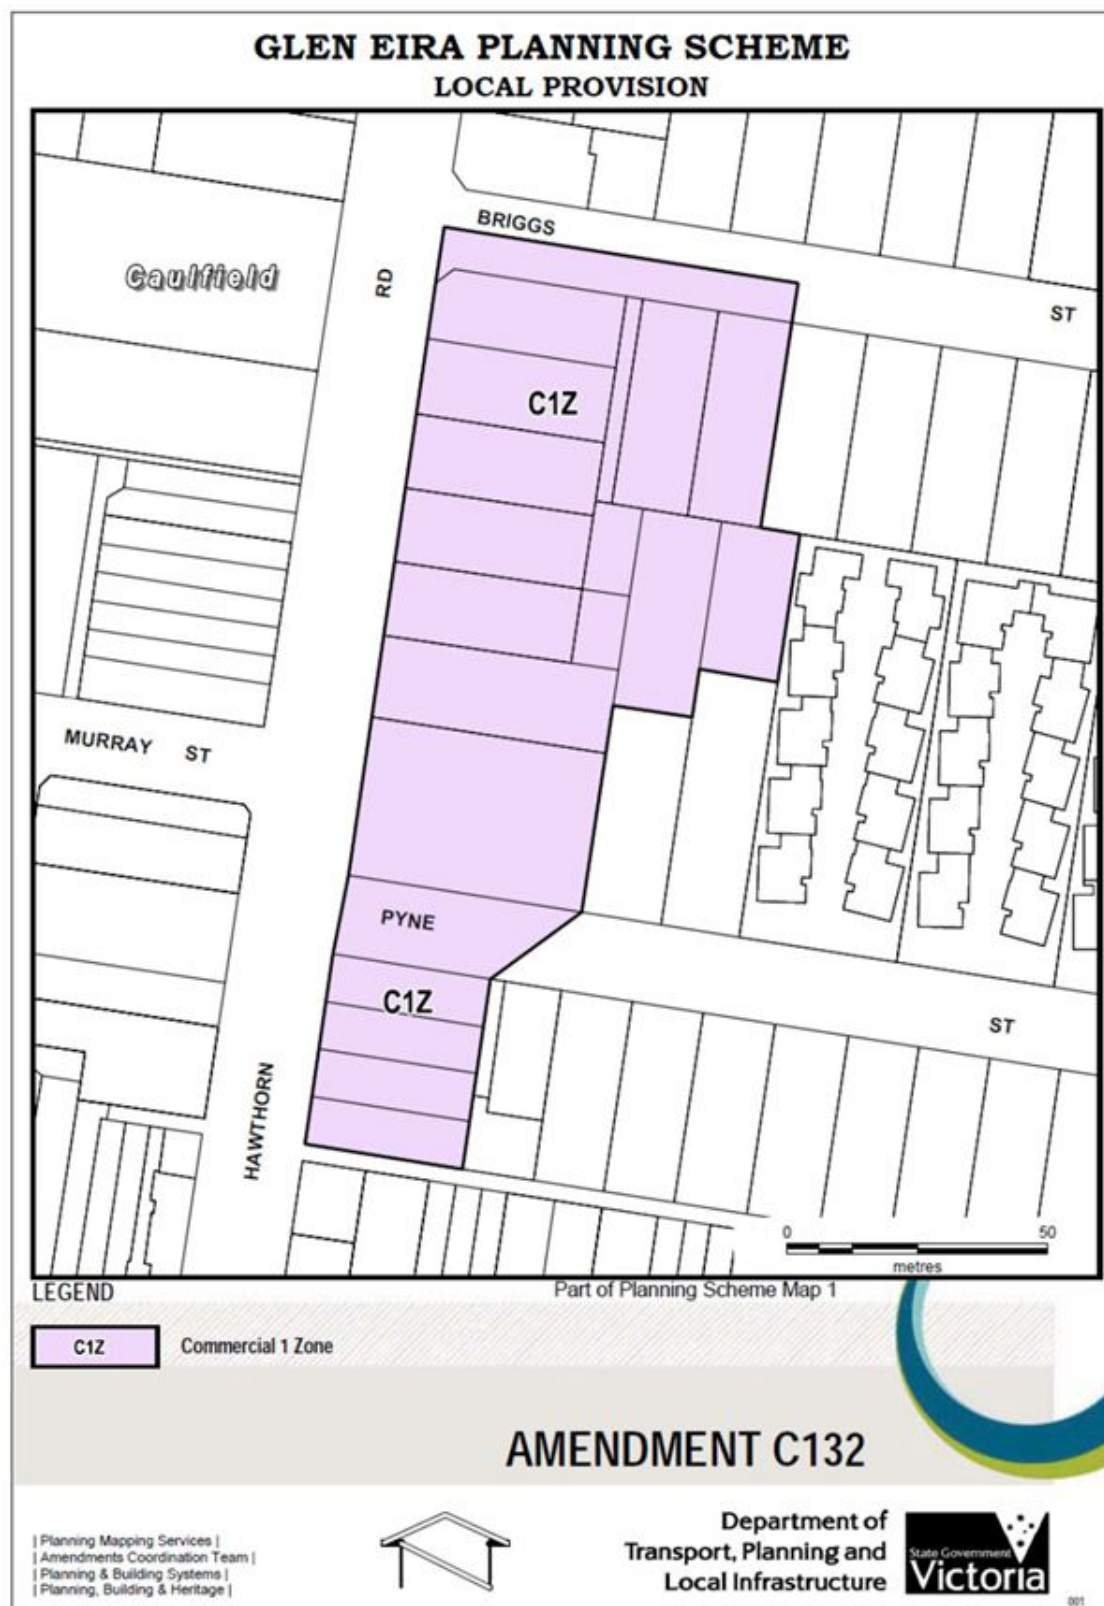 GLEN EIRA PLANNING SCHEME
LOCAL PROVISION
BRIGGS
ST
Caulfield
RD
C1Z
MURRAY ST
PYNE
C1Z
ST
HAWTHORN
0 50
metres
LEGEND
Part of Planning Scheme Map 1
C1Z Commercial 1 Zone
AMENDMENT C132
| Planning Mapping Services |
| Amendments Coordination Team |
| Planning & Building Systems |
| Planning, Building & Heritage |
Department of
Transport, Planning and
Local Infrastructure
State Government
Victoria
001